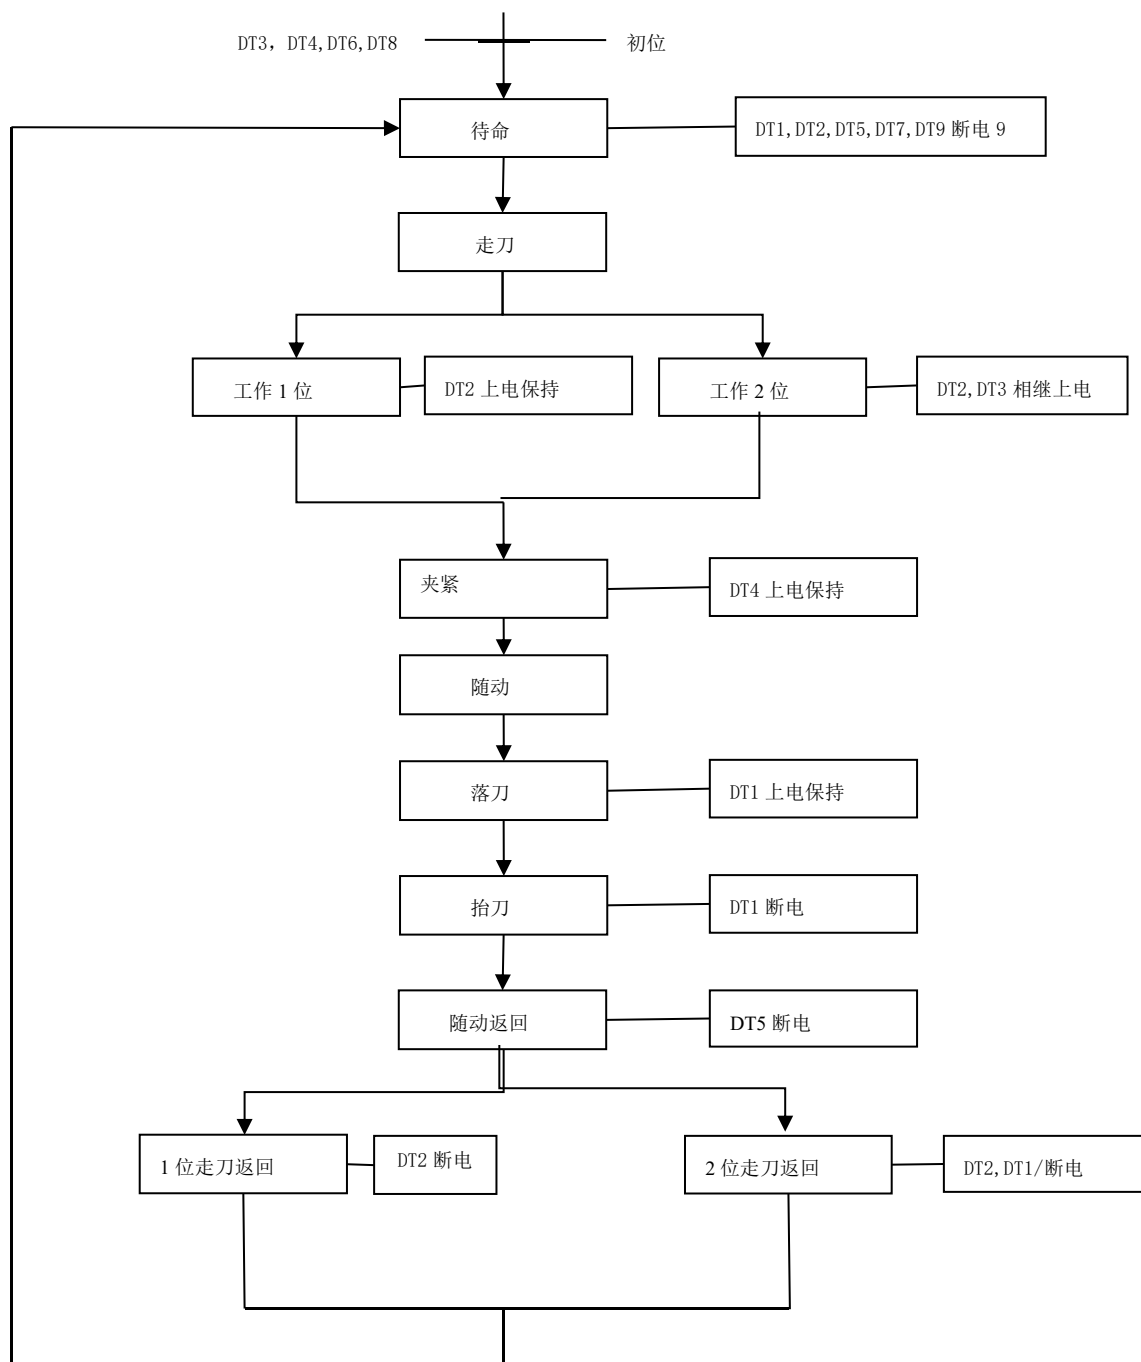 DT3，DT4,DT6,DT8
初位
待命
DT1,DT2,DT5,DT7,DT9 断电 9
走刀
工作 1 位
DT2 上电保持
工作 2 位
DT2,DT3 相继上电
夹紧
DT4 上电保持
随动
落刀
DT1 上电保持
抬刀
DT1 断电
随动返回
DT5 断电
1 位走刀返回
DT2 断电
2 位走刀返回
DT2,DT1/断电